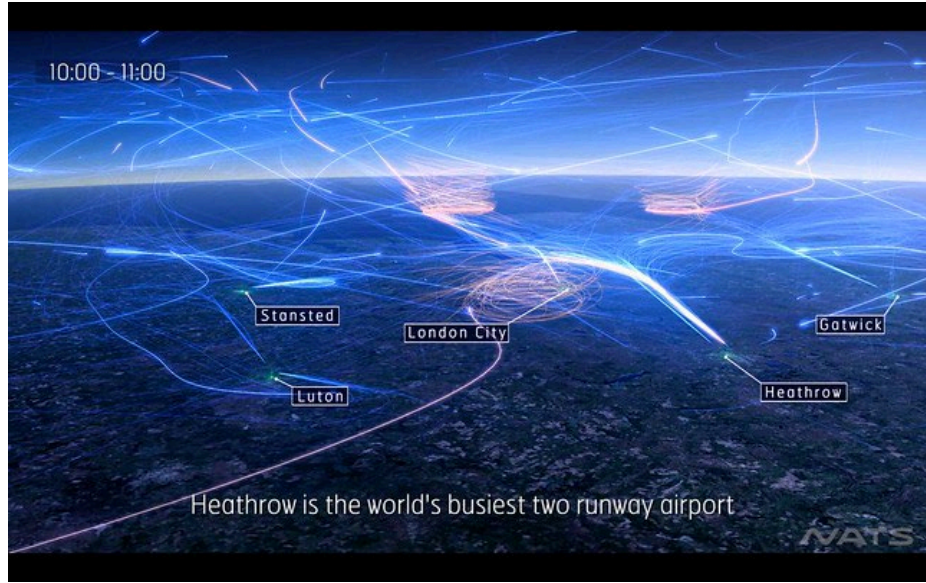 10:00 - 11:00
Stansted
London City
Gatwick
Luton
Heathrow
Heathrow is the world's busiest two runway airport
NATS